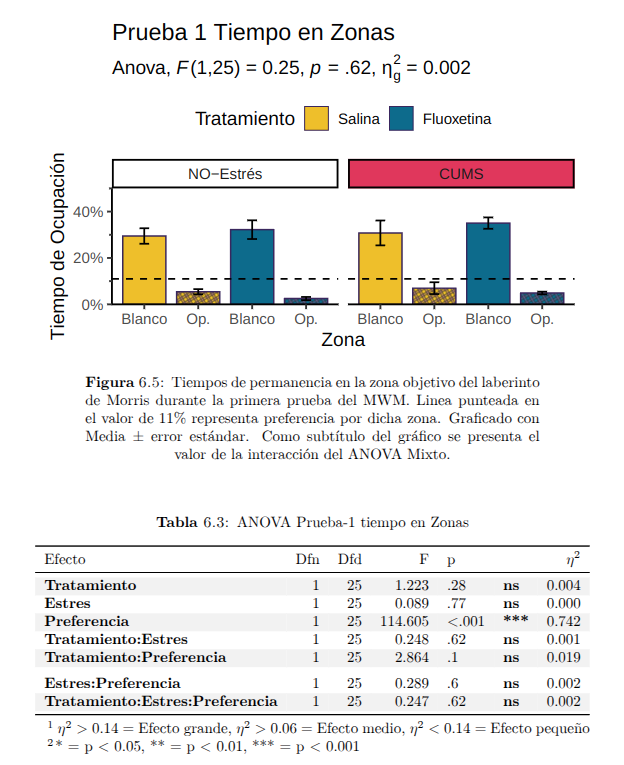 Prueba 1 Tiempo en Zonas
Anova, F(1,25) = 0.25, p = .62, η²g = 0.002
Tratamiento Salina Fluoxetina
NO−Estrés CUMS
Tiempo de Ocupación
40%
20%
0%
Blanco Op. Blanco Op. Blanco Op. Blanco Op.
Zona
Figura 6.5: Tiempos de permanencia en la zona objetivo del laberinto
de Morris durante la primera prueba del MWM. Linea punteada en
el valor de 11% representa preferencia por dicha zona. Graficado con
Media ± error estándar. Como subtítulo del gráfico se presenta el
valor de la interacción del ANOVA Mixto.
Tabla 6.3: ANOVA Prueba-1 tiempo en Zonas
Efecto Dfn Dfd F p η²
Tratamiento 1 25 1.223 .28 ns 0.004
Estres 1 25 0.089 .77 ns 0.000
Preferencia 1 25 114.605 <.001 *** 0.742
Tratamiento:Estres 1 25 0.248 .62 ns 0.001
Tratamiento:Preferencia 1 25 2.864 .1 ns 0.019
Estres:Preferencia 1 25 0.289 .6 ns 0.002
Tratamiento:Estres:Preferencia 1 25 0.247 .62 ns 0.002
¹ η² > 0.14 = Efecto grande, η² > 0.06 = Efecto medio, η² < 0.14 = Efecto pequeño
² * = p < 0.05, ** = p < 0.01, *** = p < 0.001